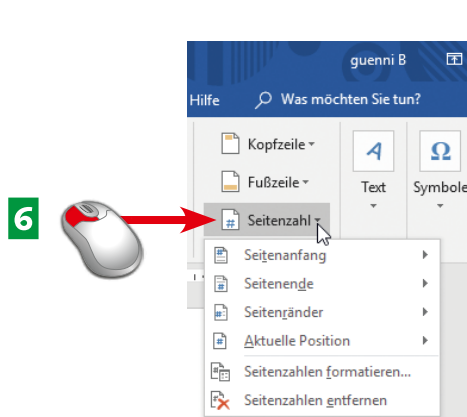 guenni B
Hilfe Was möchten Sie tun?
Kopfzeile
Fußzeile
Text
Symbole
6
Seitenzahl
Seitenanfang
Seitenende
Seitenränder
Aktuelle Position
Seitenzahlen formatieren...
Seitenzahlen entfernen